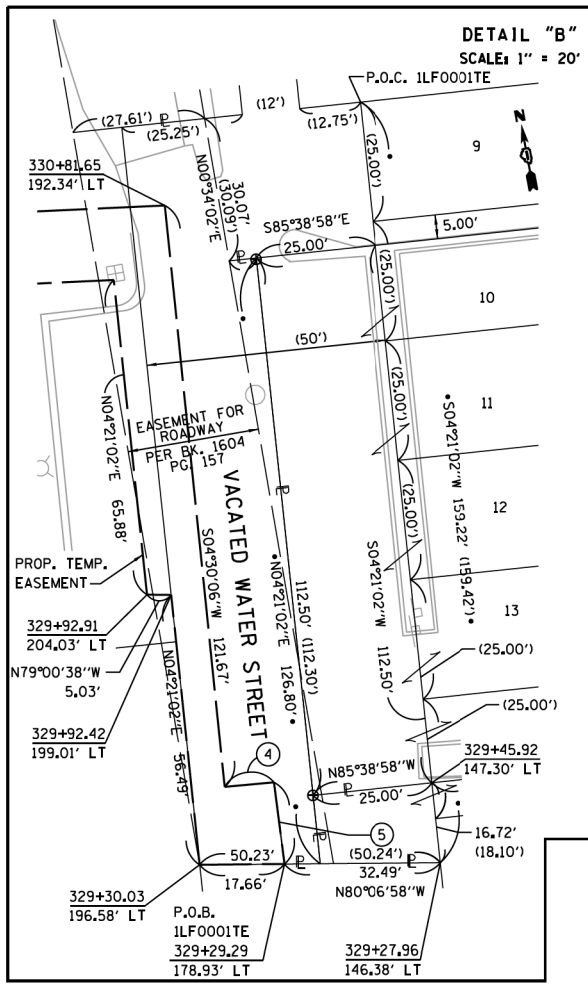 DETAIL "B"
SCALE: 1" = 20'
P.O.C. 1LF0001TE
(27.61')
P
(25.25')
(12')
(12.75')
N
330+81.65
192.34' LT
N00°34'02"E
30.07'
(30.09')
(25.00')
9
S85°38'58"E
25.00'
5.00'
P
(25.00')
10
(50')
(25.00')
11
EASEMENT FOR
ROADWAY
PER BK. 1604
PG. 157
N04°21'02"E 65.88'
VACATED WATER STREET
P
S04°30'06"W 121.67'
N04°21'02"E 126.80'
112.50' (112.30')
(25.00')
S04°21'02"W 112.50'
S04°21'02"W 159.22' (159.42')
12
13
PROP. TEMP.
EASEMENT
329+92.91
204.03' LT
N79°00'38"W
5.03'
329+92.42
199.01' LT
N04°21'02"E 56.49'
(25.00')
(25.00')
4
N85°38'58"W
P
25.00'
329+45.92
147.30' LT
5
16.72'
(18.10')
50.23'
P
17.66'
P
(50.24')
P
32.49'
N80°06'58"W
329+30.03
196.58' LT
P.O.B.
1LF0001TE
329+29.29
178.93' LT
329+27.96
146.38' LT